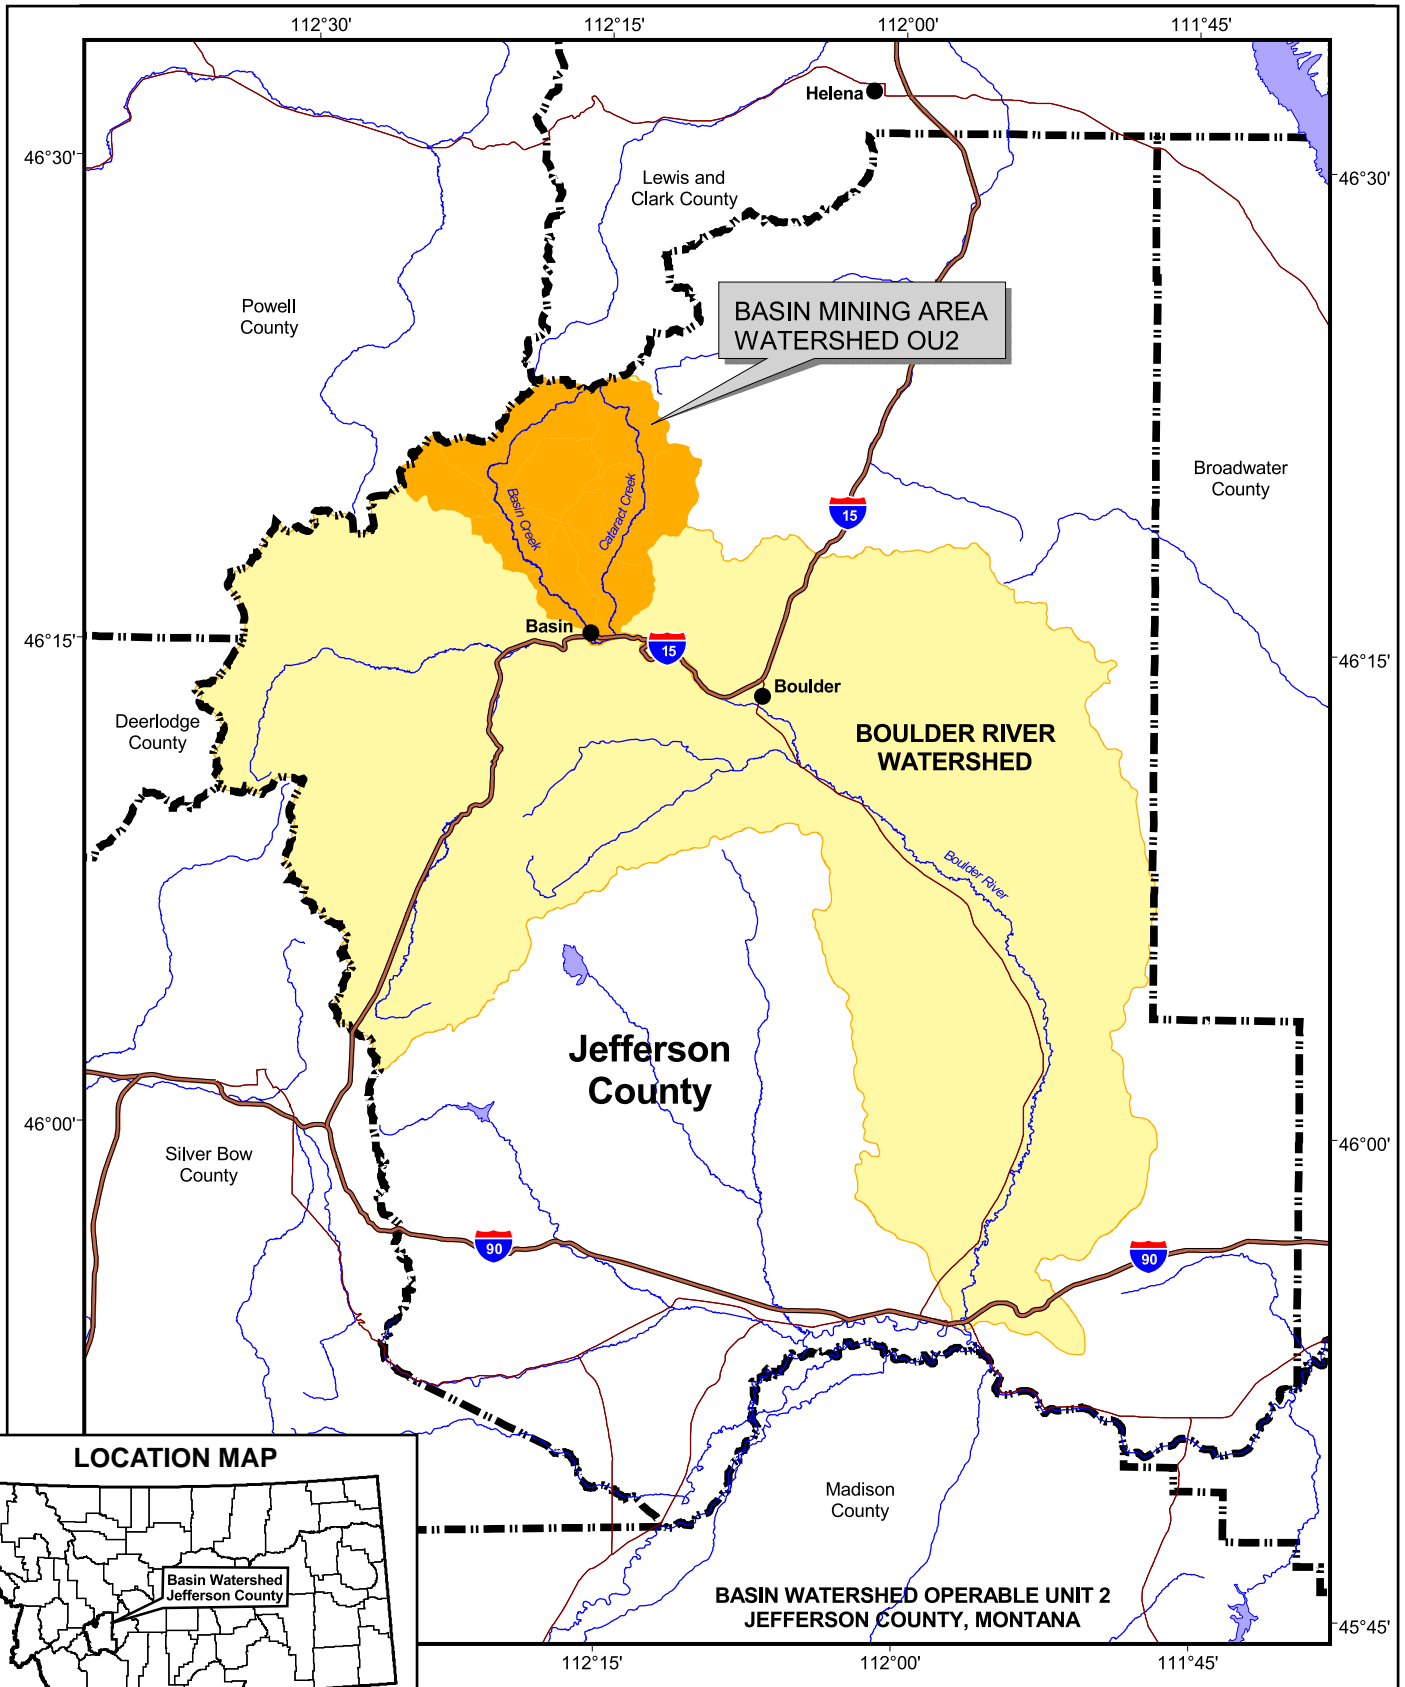 112°30'
112°15'
112°00'
111°45'
Helena
46°30'
46°30'
Lewis and
Clark County
Powell
County
BASIN MINING AREA
WATERSHED OU2
Broadwater
County
Basin Creek
Cataract Creek
15
Basin
15
46°15'
46°15'
Boulder
Deerlodge
County
BOULDER RIVER
WATERSHED
Boulder River
Jefferson
County
46°00'
46°00'
Silver Bow
County
90
90
LOCATION MAP
Madison
County
Basin Watershed
Jefferson County
BASIN WATERSHED OPERABLE UNIT 2
JEFFERSON COUNTY, MONTANA
45°45'
112°15'
112°00'
111°45'